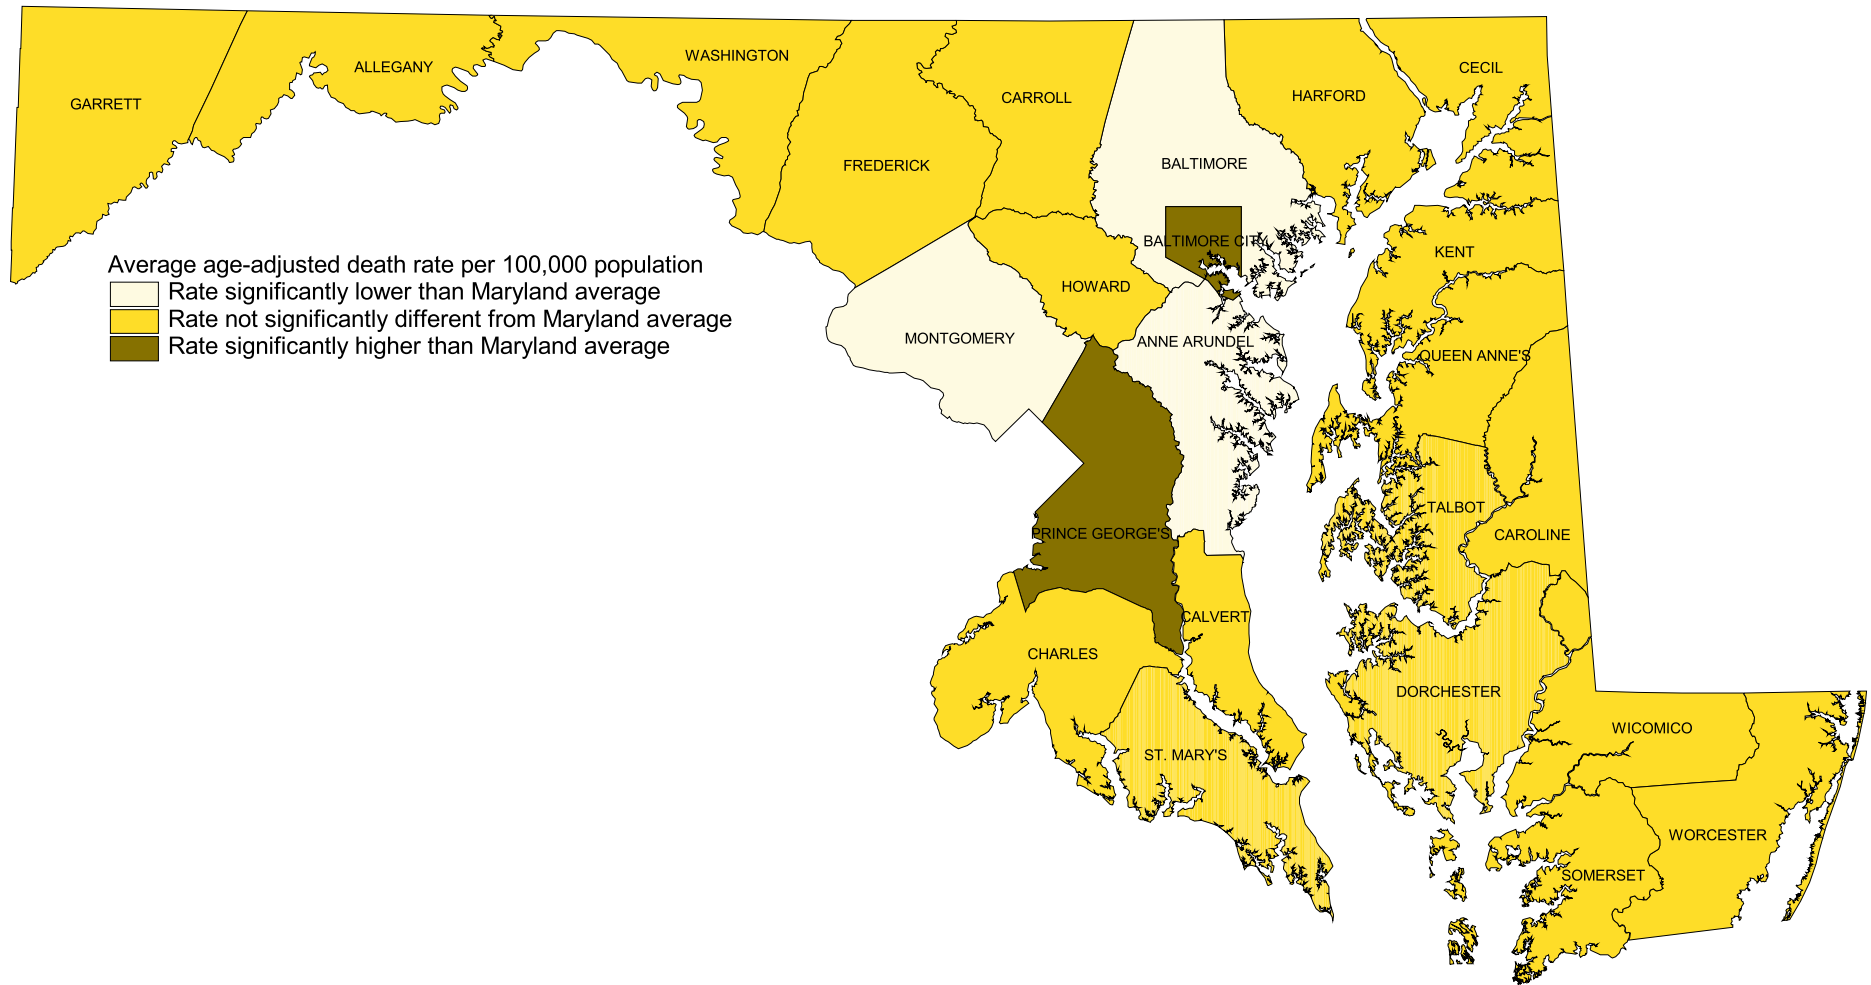 WASHINGTON
ALLEGANY
CECIL
GARRETT
CARROLL
HARFORD
FREDERICK
BALTIMORE
BALTIMORE CITY
KENT
Average age-adjusted death rate per 100,000 population
Rate significantly lower than Maryland average
Rate not significantly different from Maryland average
Rate significantly higher than Maryland average
HOWARD
MONTGOMERY
ANNE ARUNDEL
QUEEN ANNE'S
TALBOT
PRINCE GEORGE'S
CAROLINE
CALVERT
CHARLES
DORCHESTER
WICOMICO
ST. MARY'S
WORCESTER
SOMERSET